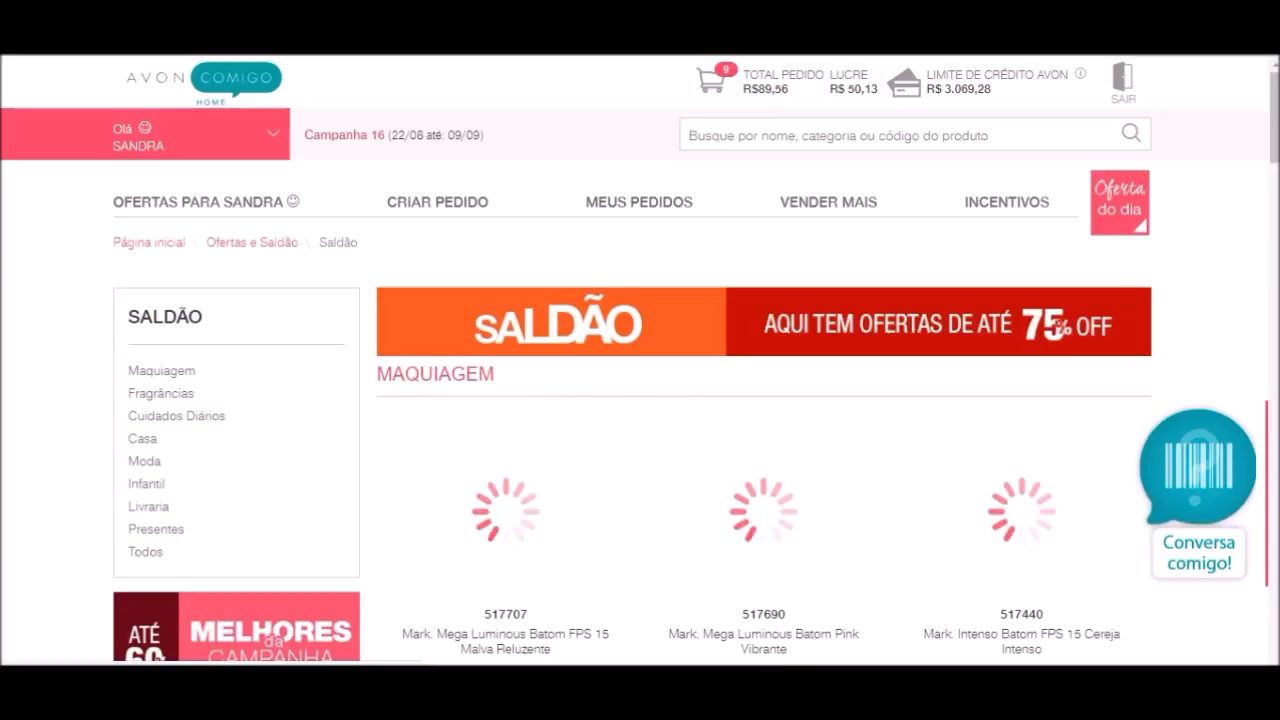 AVON COMIGO
HOME
9
TOTAL PEDIDO
R$89,56
LUCRE
R$ 50,13
LIMITE DE CRÉDITO AVON
R$ 3.069,28
SAIR
Olá
SANDRA
Campanha 16 (22/08 até: 09/09)
Busque por nome, categoria ou código do produto
OFERTAS PARA SANDRA
CRIAR PEDIDO
MEUS PEDIDOS
VENDER MAIS
INCENTIVOS
Oferta
do dia
Página inicial \ Ofertas e Saldão \ Saldão
SALDÃO
Maquiagem
Fragrâncias
Cuidados Diários
Casa
Moda
Infantil
Livraria
Presentes
Todos
SALDÃO
AQUI TEM OFERTAS DE ATÉ 75% OFF
MAQUIAGEM
517707
Mark. Mega Luminous Batom FPS 15
Malva Reluzente
517690
Mark. Mega Luminous Batom Pink
Vibrante
517440
Mark. Intenso Batom FPS 15 Cereja
Intenso
Conversa
comigo!
ATÉ
60%
MELHORES
da
CAMPANHA